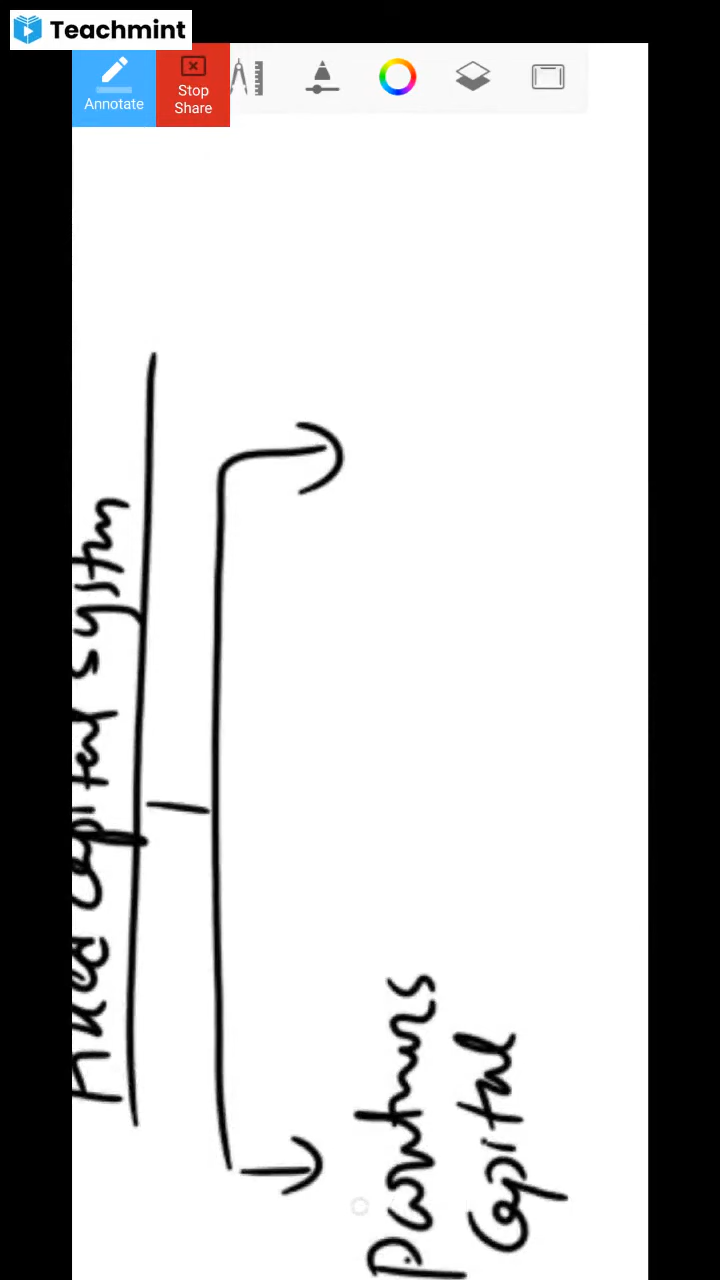 Teachmint
Annotate
Stop
Share
Fixed Capital System
Partners
Capital